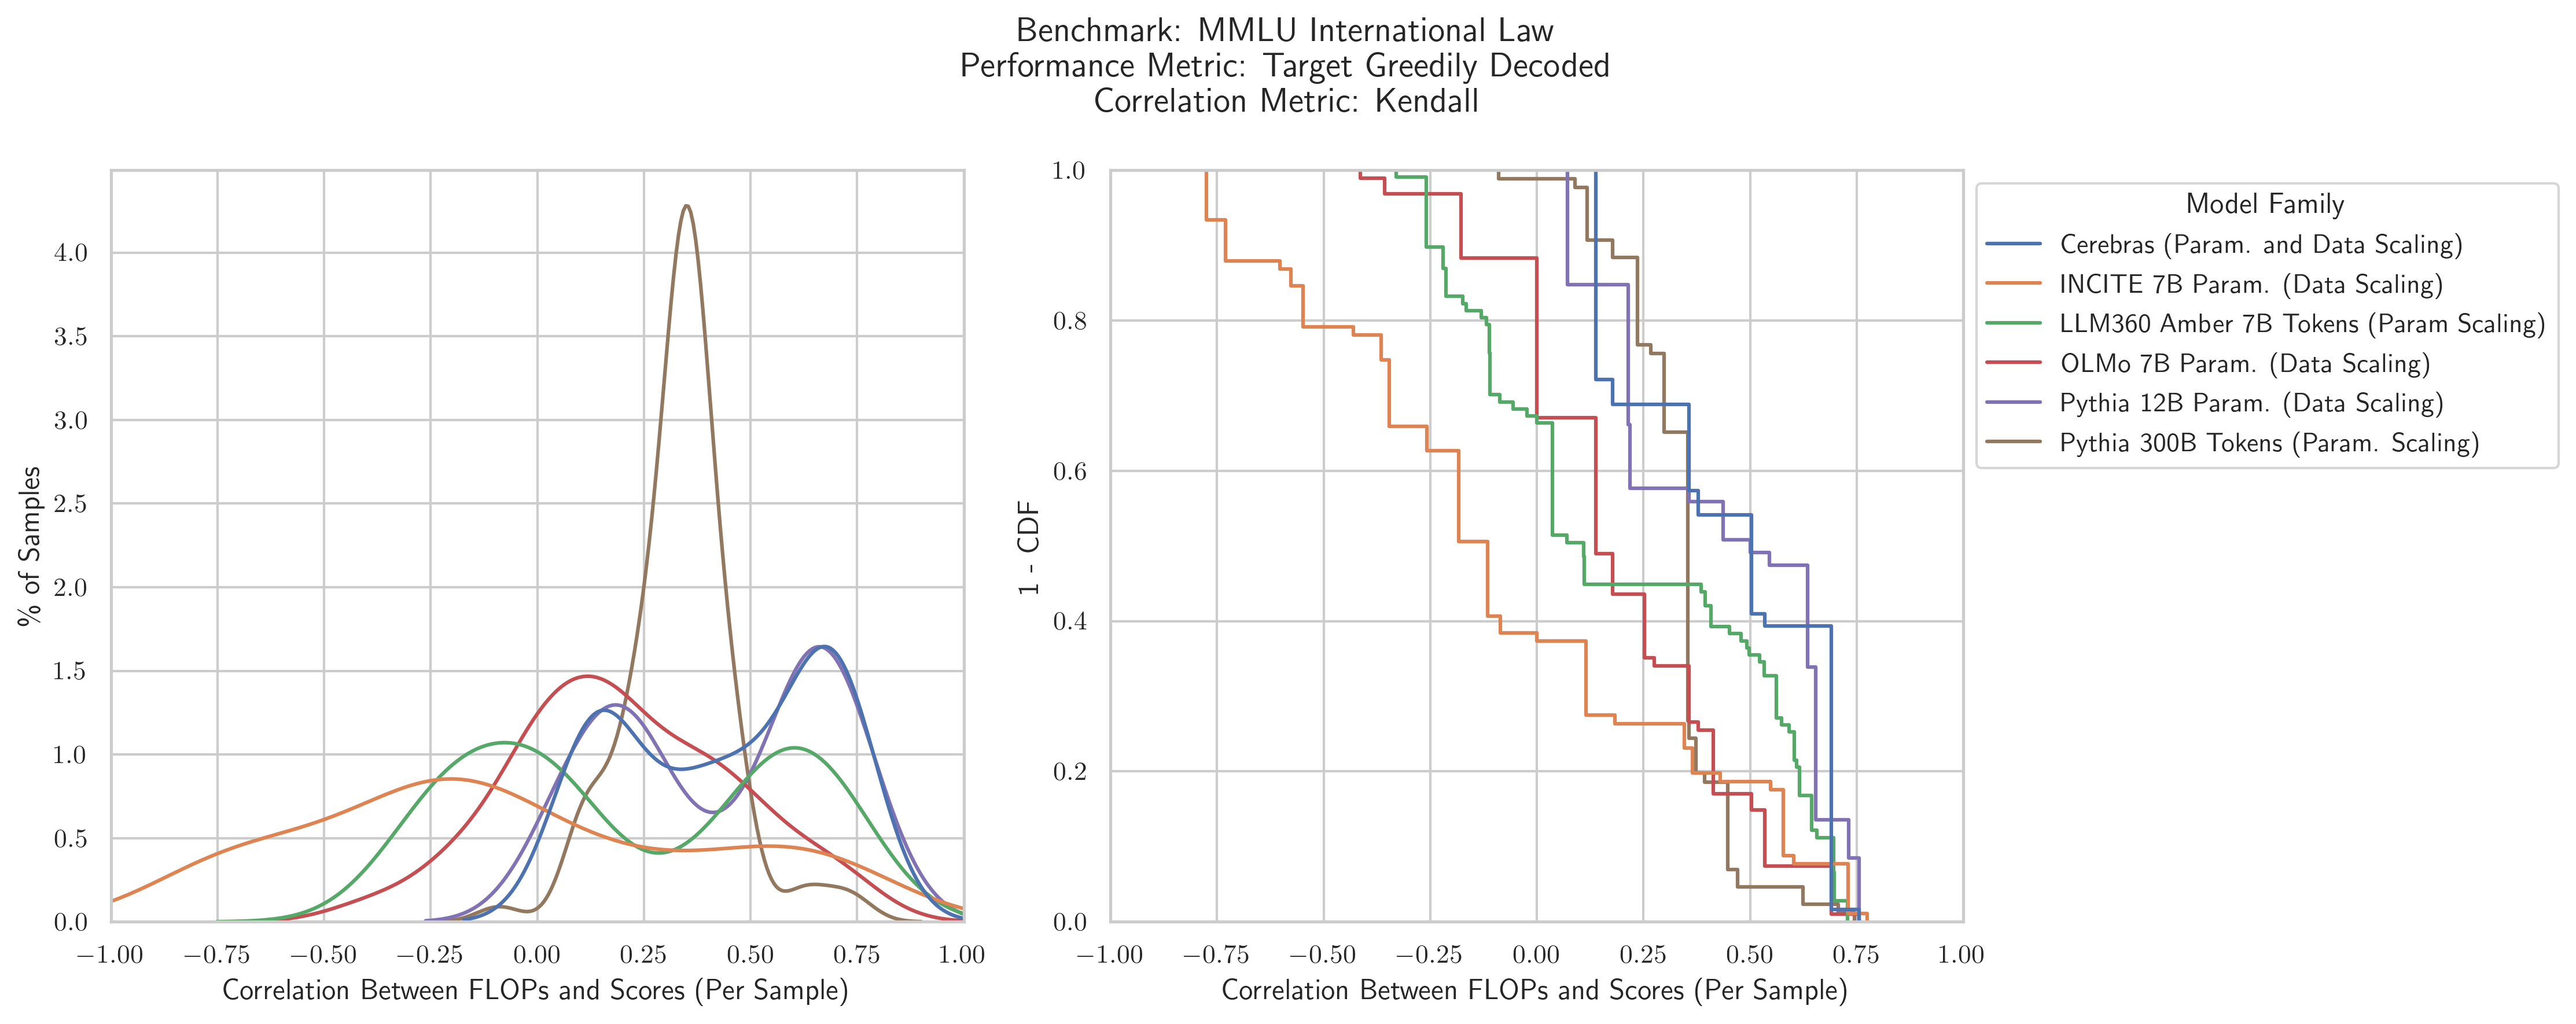 Benchmark: MMLU International Law
Performance Metric: Target Greedily Decoded
Correlation Metric: Kendall
% of Samples
4.0
3.5
3.0
2.5
2.0
1.5
1.0
0.5
0.0
−1.00 −0.75 −0.50 −0.25 0.00 0.25 0.50 0.75 1.00
Correlation Between FLOPs and Scores (Per Sample)
1 - CDF
1.0
0.8
0.6
0.4
0.2
0.0
−1.00 −0.75 −0.50 −0.25 0.00 0.25 0.50 0.75 1.00
Correlation Between FLOPs and Scores (Per Sample)
Model Family
Cerebras (Param. and Data Scaling)
INCITE 7B Param. (Data Scaling)
LLM360 Amber 7B Tokens (Param Scaling)
OLMo 7B Param. (Data Scaling)
Pythia 12B Param. (Data Scaling)
Pythia 300B Tokens (Param. Scaling)